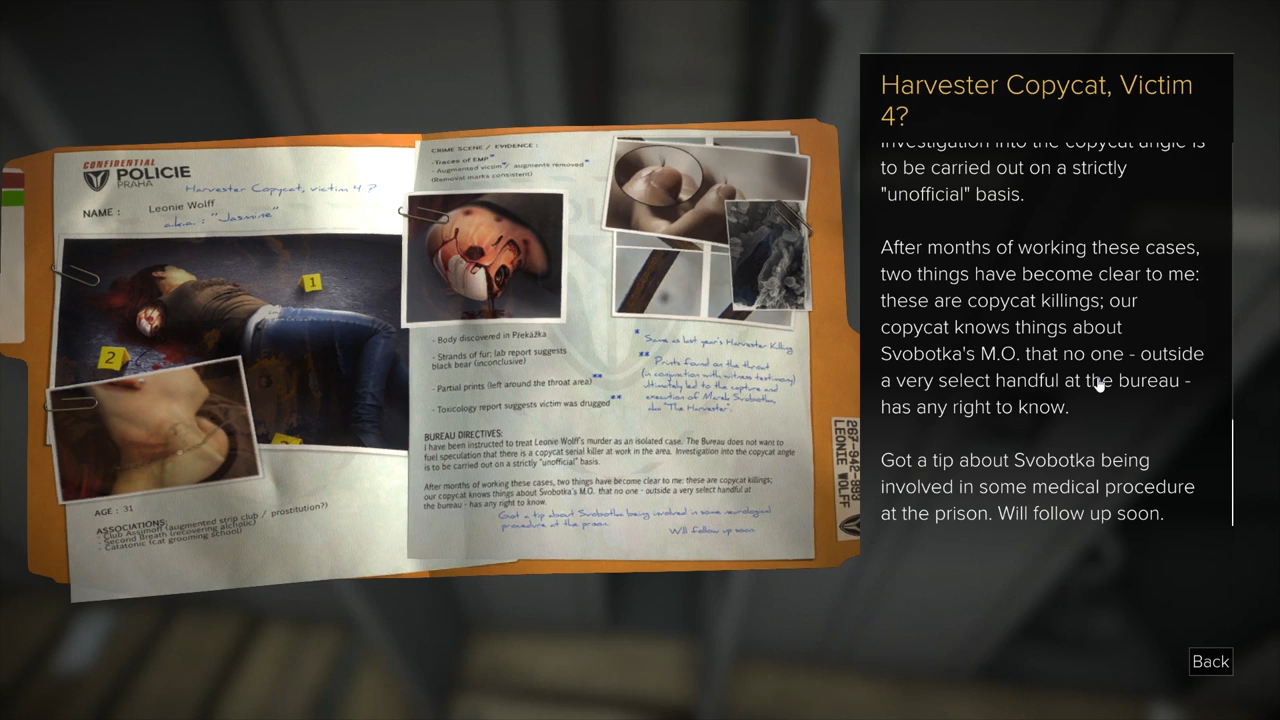 CONFIDENTIAL
POLICIE
PRAHA
Harvester Copycat, victim 4?
NAME :
Leonie Wolff
a.k.a. : "Jasmine"
1
2
AGE : 31
ASSOCIATIONS:
- Club Assumoff (augmented strip club / prostitution?)
- Second Breath (recovering alcholic)
- Catatonic (cat grooming school)
CRIME SCENE / EVIDENCE :
- Traces of EMP*
- Augmented victim*/ augments removed*
(Removal marks consistent)
- Body discovered in Překážka
- Strands of fur; lab report suggests
black bear (inconclusive)
- Partial prints (left around the throat area)**
- Toxicology report suggests victim was drugged**
* Same as last year's Harvester Killing
** Prints found on the throat
(in conjunction with witness testimony)
ultimately led to the capture and
execution of Marek Svobotka,
aka "The Harvester".
BUREAU DIRECTIVES:
I have been instructed to treat Leonie Wolff's murder as an isolated case. The Bureau does not want to
fuel speculation that there is a copycat serial killer at work in the area. Investigation into the copycat angle
is to be carried out on a strictly "unofficial" basis.
After months of working these cases, two things have become clear to me: these are copycat killings;
our copycat knows things about Svobotka's M.O. that no one - outside a very select handful at
the bureau - has any right to know.
Got a tip about Svobotka being involved in some neurological
procedure at the prison.
Will follow up soon
267-942-893
LEONIE WOLFF
Harvester Copycat, Victim
4?
investigation into the copycat angle is
to be carried out on a strictly
"unofficial" basis.
After months of working these cases,
two things have become clear to me:
these are copycat killings; our
copycat knows things about
Svobotka's M.O. that no one - outside
a very select handful at the bureau -
has any right to know.
Got a tip about Svobotka being
involved in some medical procedure
at the prison. Will follow up soon.
Back